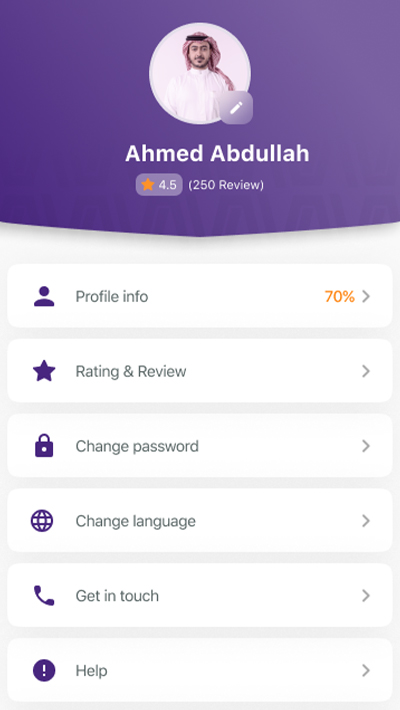 Ahmed Abdullah
4.5 (250 Review)
Profile info 70%
Rating & Review
Change password
Change language
Get in touch
Help